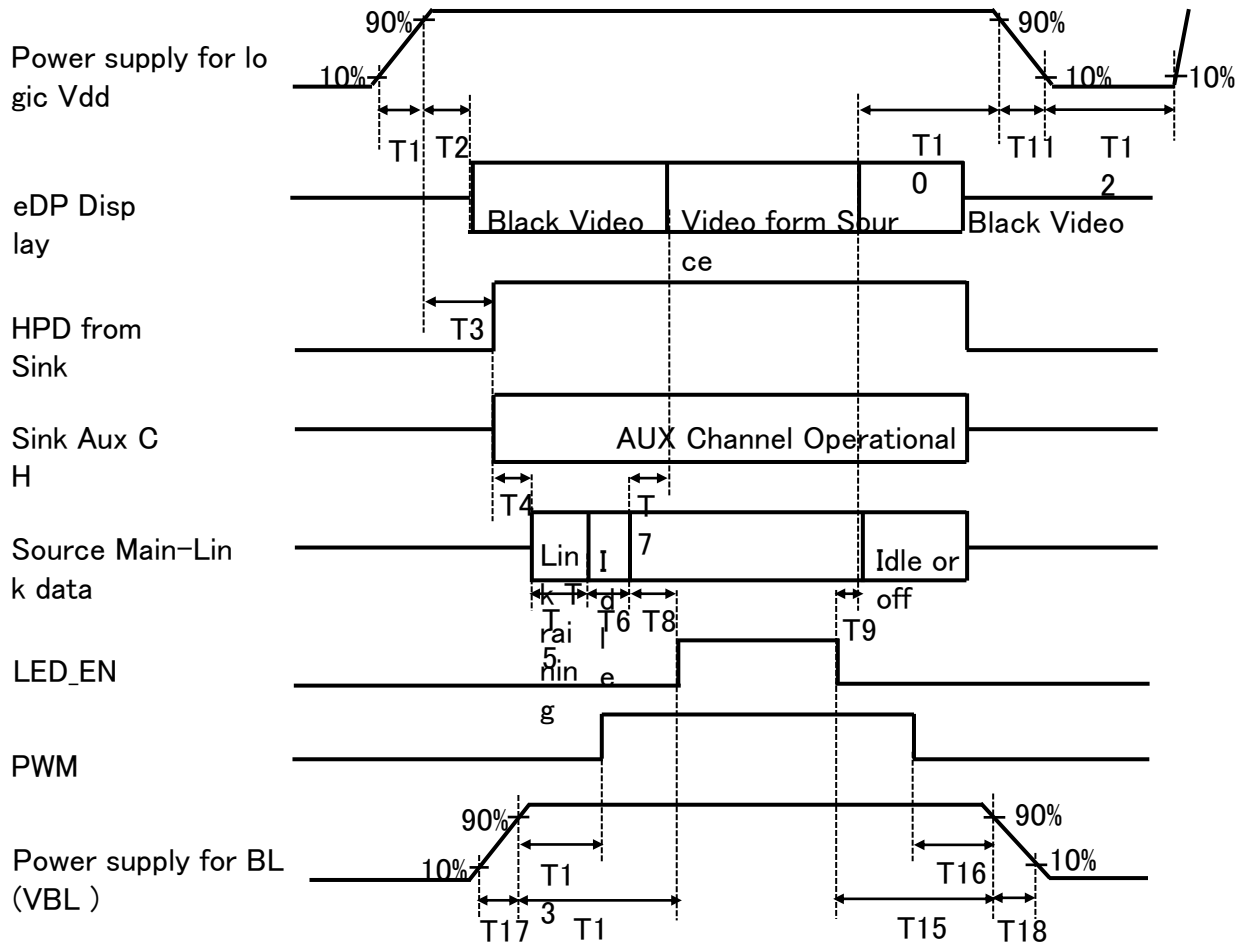 90%
90%
Power supply for lo
gic Vdd
10%
10%
10%
T1
T2
T1
0
T11
T1
2
eDP Disp
lay
Black Video
Video form Sour
ce
Black Video
HPD from
Sink
T3
Sink Aux C
H
AUX Channel Operational
T4
T
7
Source Main-Lin
k data
Lin
k T
rai
nin
g
I
d
l
e
Idle or
off
T
5
T6
T8
T9
LED_EN
PWM
90%
90%
Power supply for BL
(VBL )
10%
10%
T1
3
T16
T17
T1
T15
T18